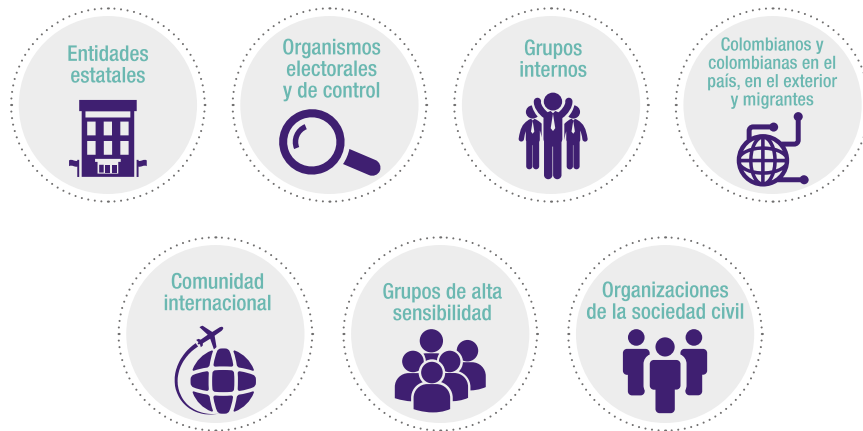 Entidades
estatales
Organismos
electorales
y de control
Grupos
internos
Colombianos y
colombianas en el
país, en el exterior
y migrantes
Comunidad
internacional
Grupos de alta
sensibilidad
Organizaciones
de la sociedad civil